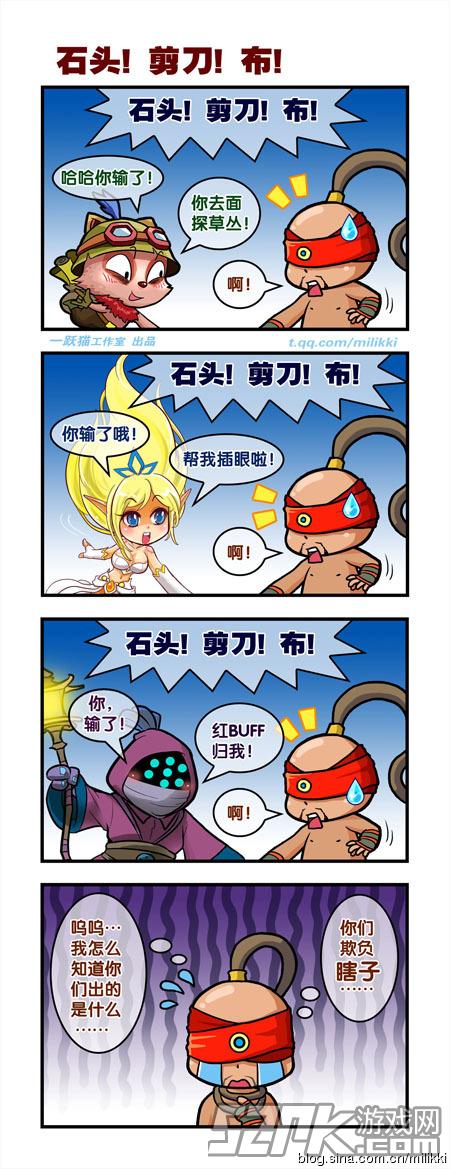 石头! 剪刀! 布!
石头! 剪刀! 布!
哈哈你输了!
你去面
探草丛!
啊!
一跃猫工作室 出品
t.qq.com/milikki
石头! 剪刀! 布!
你输了哦!
帮我插眼啦!
啊!
石头! 剪刀! 布!
你,
输了!
红BUFF
归我!
啊!
呜呜…
我怎么
知道你
们出的
是什么
……
你们
欺负
瞎子
……
52PK游戏网
blog.sina.com.cn/milikki